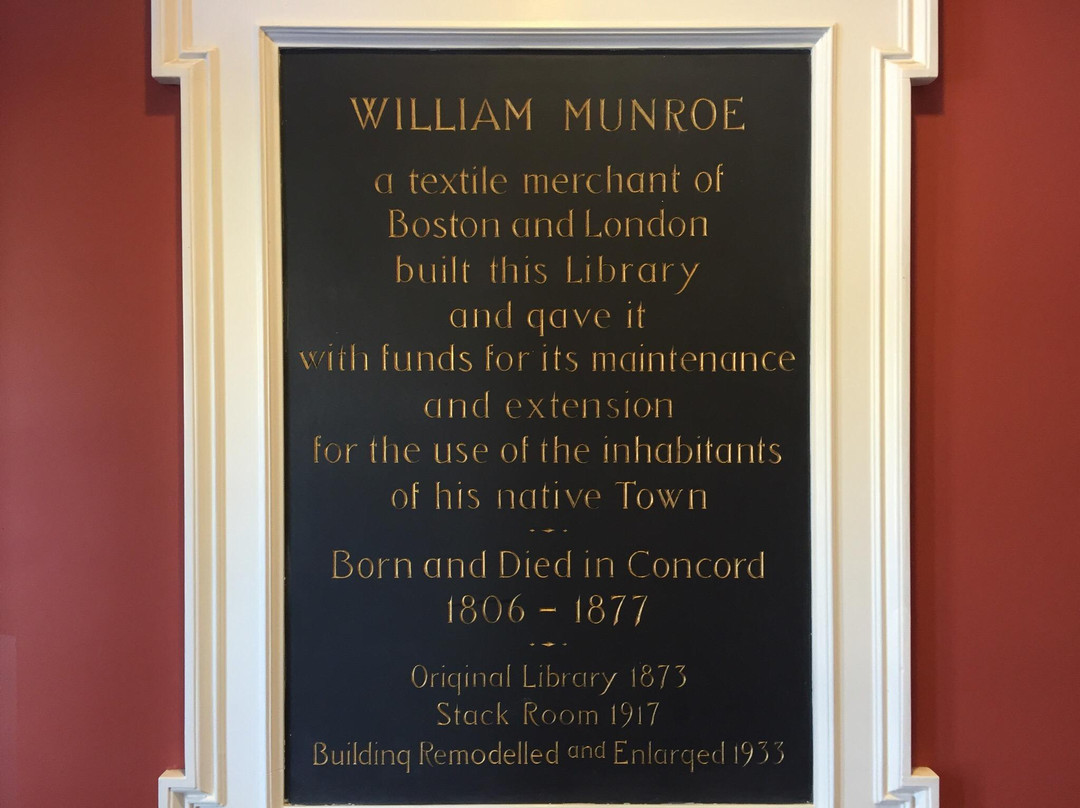 WILLIAM MUNROE
a textile merchant of
Boston and London
built this Library
and gave it
with funds for its maintenance
and extension
for the use of the inhabitants
of his native Town
Born and Died in Concord
1806 – 1877
Original Library 1873
Stack Room 1917
Building Remodelled and Enlarged 1933